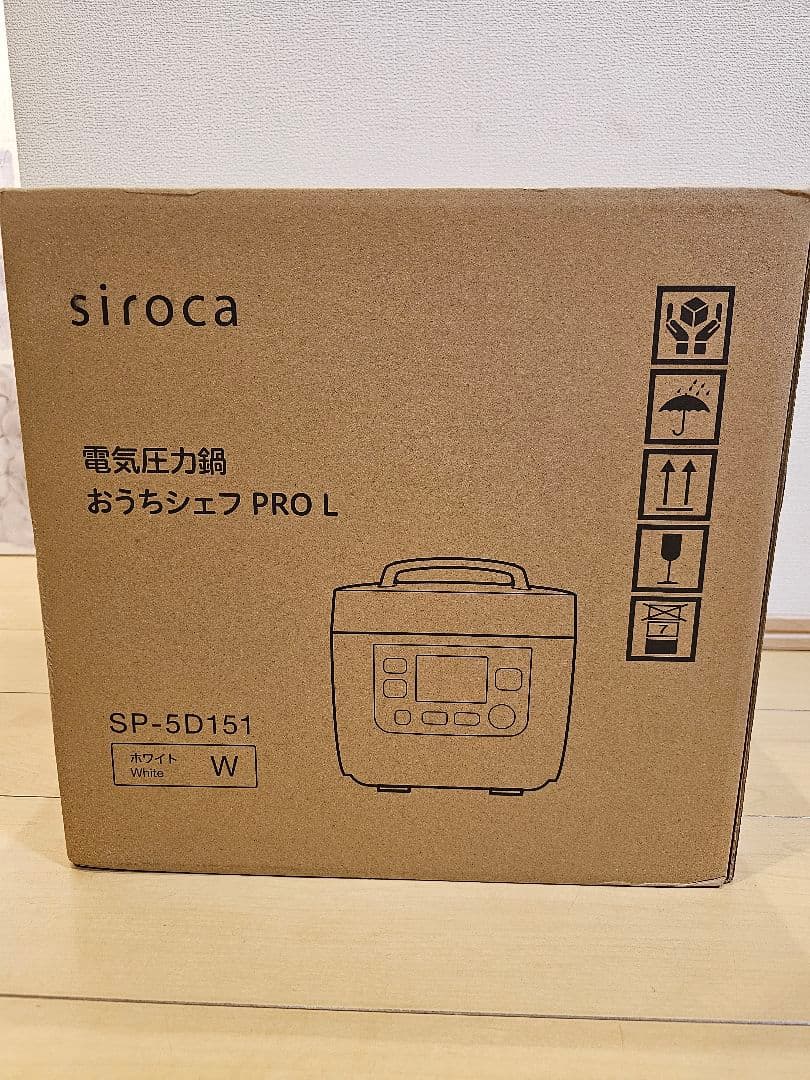 siroca
電気圧力鍋
おうちシェフ PRO L
SP-5D151
ホワイト
White
W
7